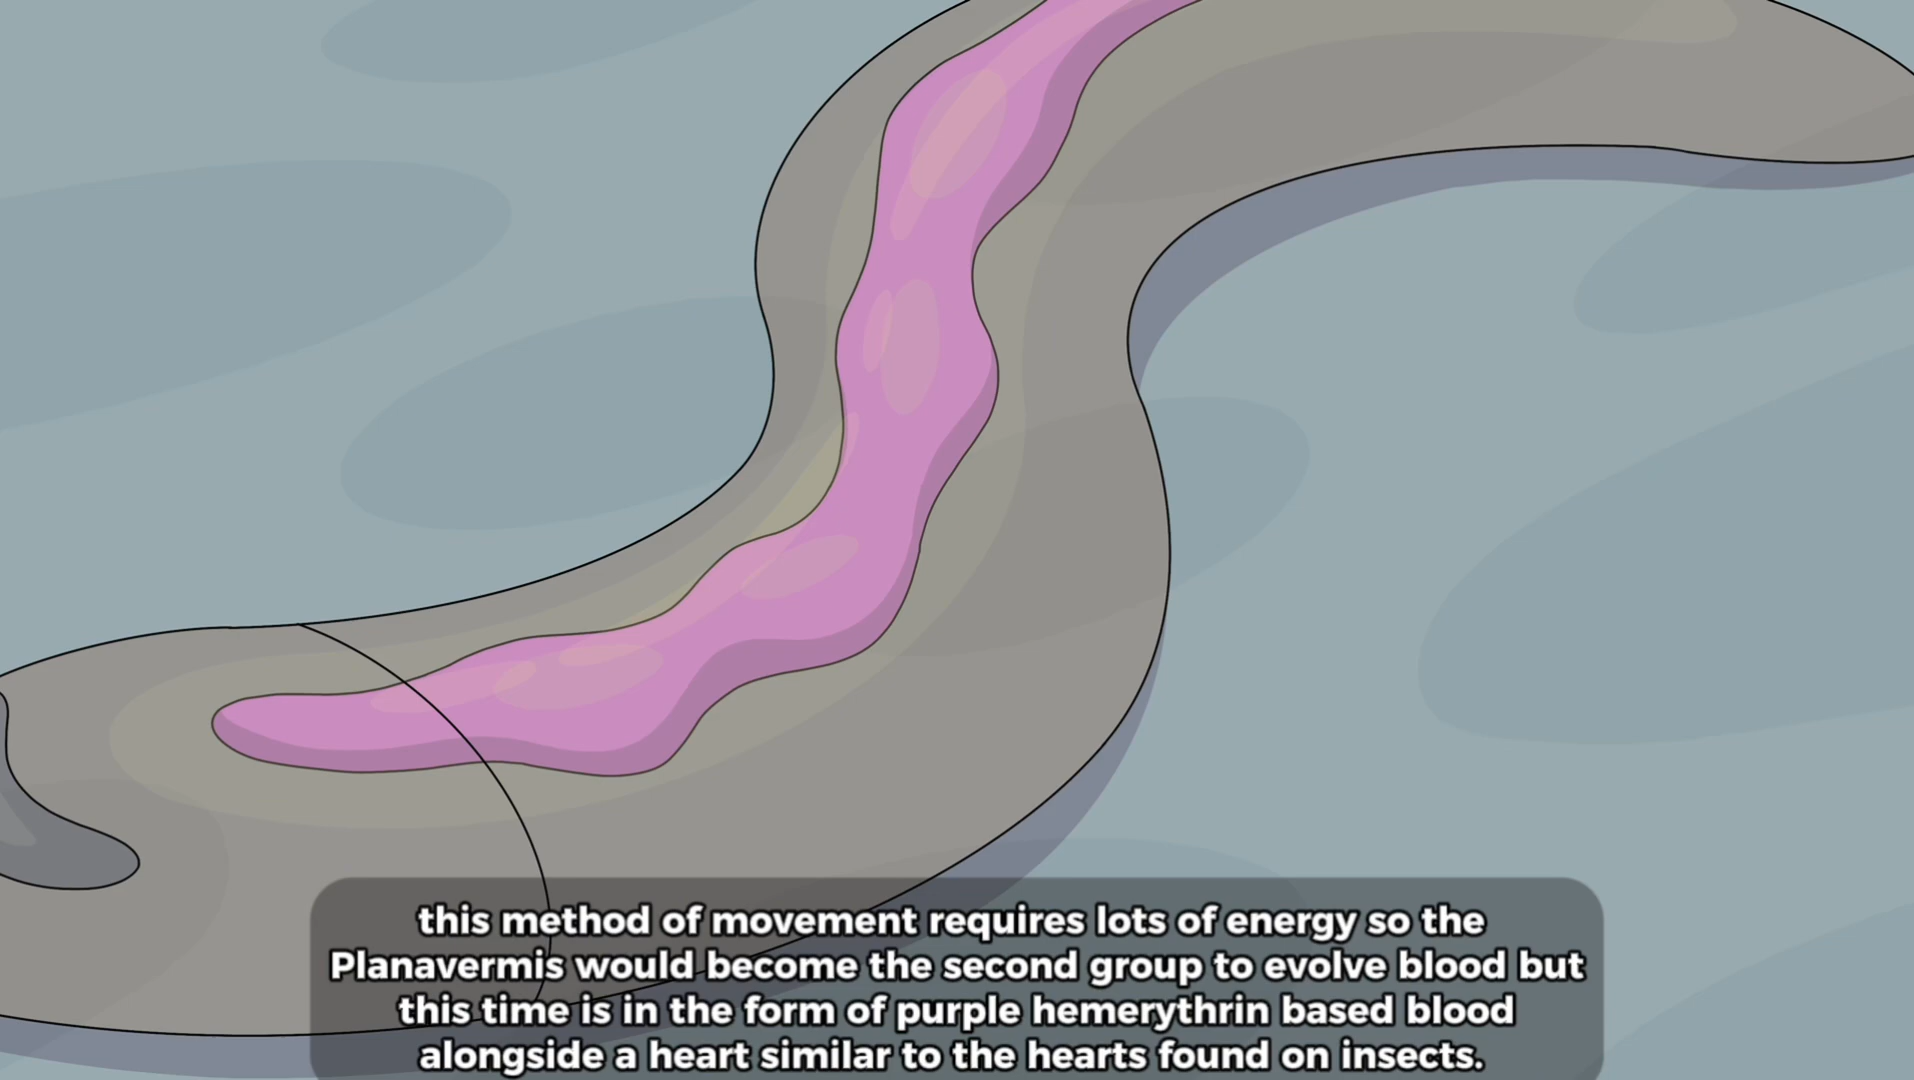 this method of movement requires lots of energy so the
Planavermis would become the second group to evolve blood but
this time is in the form of purple hemerythrin based blood
alongside a heart similar to the hearts found on insects.